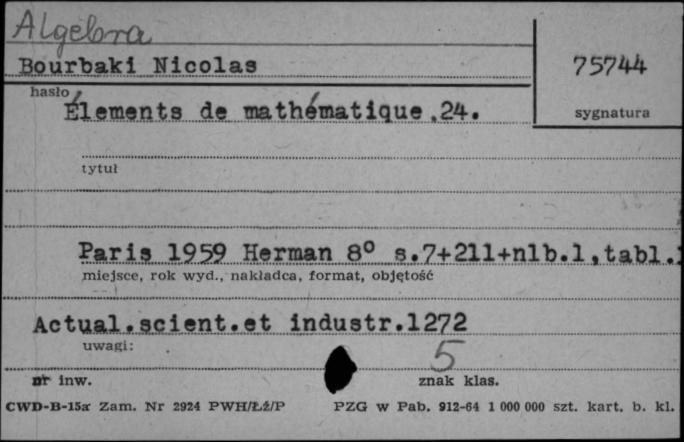 Algebra
Bourbaki Nicolas
75744
hasło
Élements de mathématique.24.
sygnatura
tytuł
Paris 1959 Herman 8° s.7+211+nlb.1,tabl.
miejsce, rok wyd., nakładca, format, objętość
Actual.scient.et industr.1272
uwagi:
5
nr inw.
znak klas.
CWD-B-15a Zam. Nr 2924 PWH/Łź/P PZG w Pab. 912-64 1 000 000 szt. kart. b. kl.